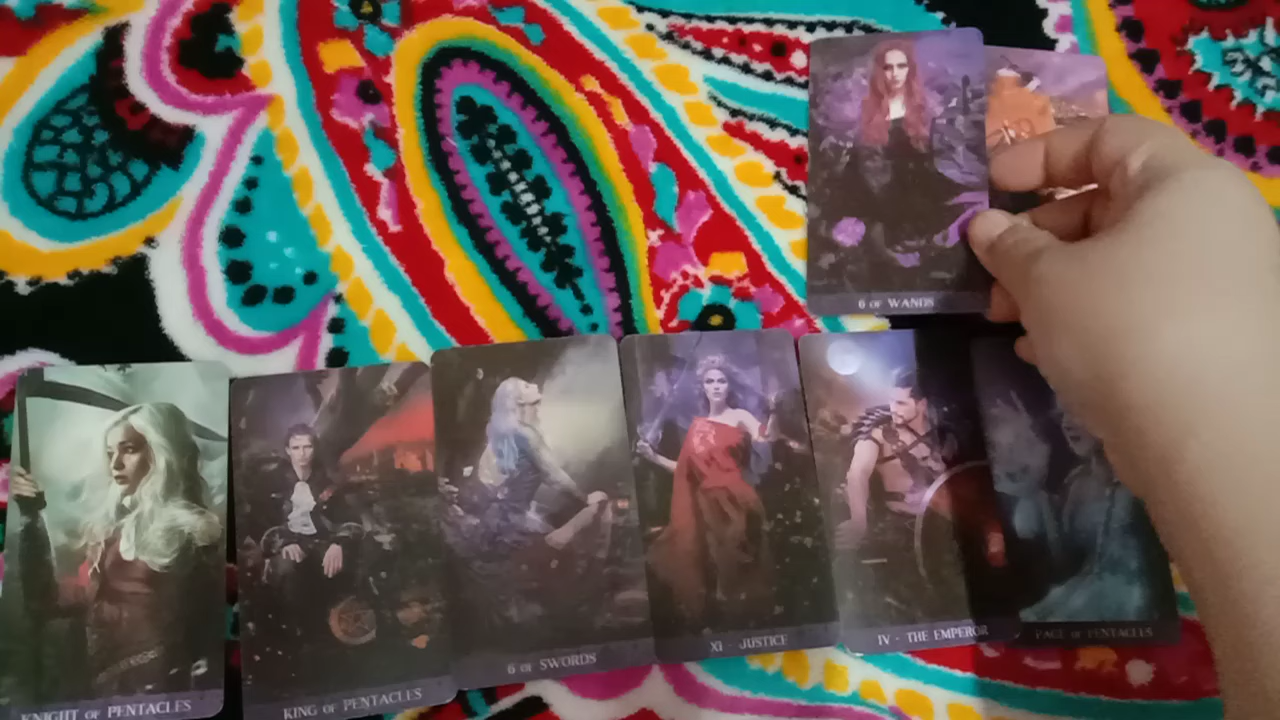 6 OF WANDS
KNIGHT OF PENTACLES
KING OF PENTACLES
6 OF SWORDS
XI - JUSTICE
IV - THE EMPEROR
PAGE OF PENTACLES